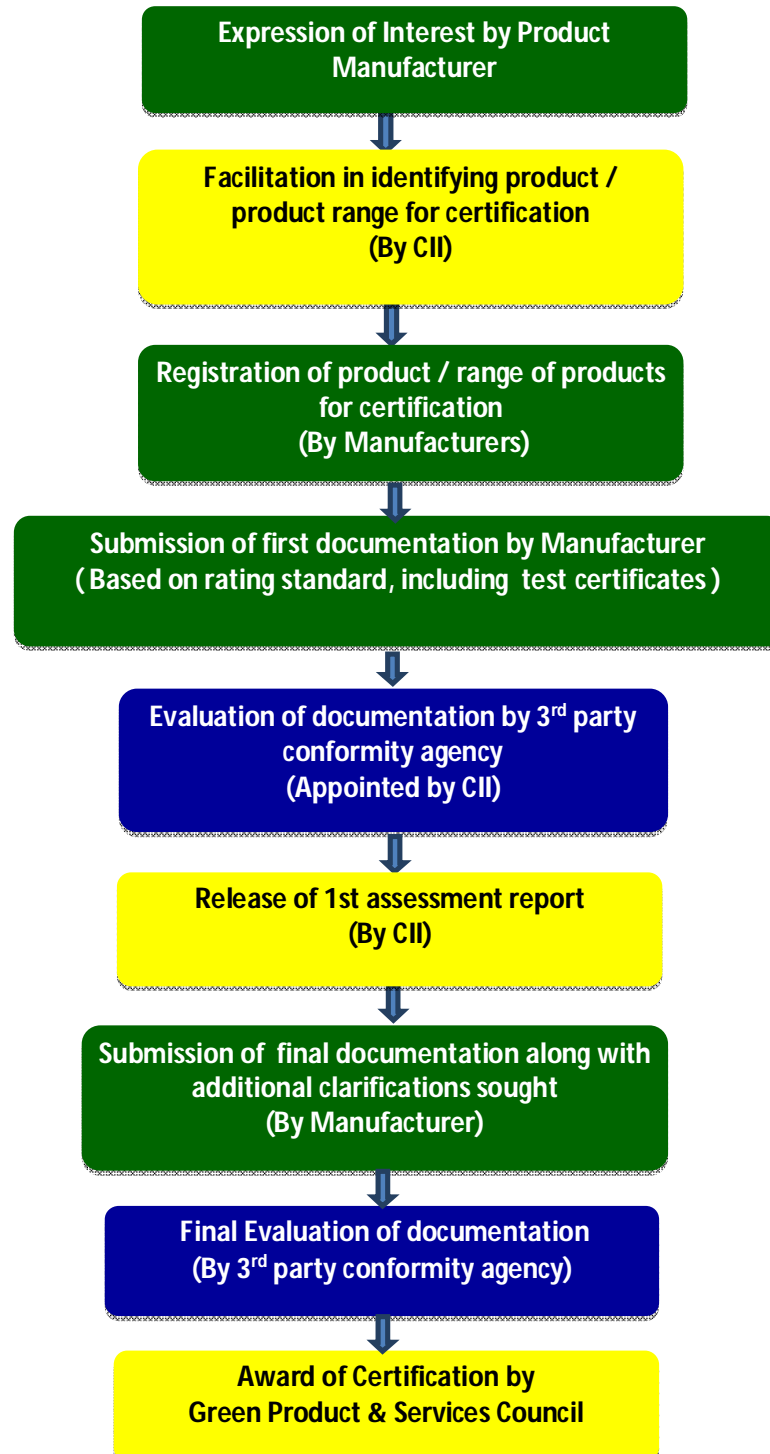 Expression of Interest by Product
Manufacturer
Facilitation in identifying product /
product range for certification
(By CII)
Registration of product / range of products
for certification
(By Manufacturers)
Submission of first documentation by Manufacturer
( Based on rating standard, including test certificates )
Evaluation of documentation by 3rd party
conformity agency
(Appointed by CII)
Release of 1st assessment report
(By CII)
Submission of final documentation along with
additional clarifications sought
(By Manufacturer)
Final Evaluation of documentation
(By 3rd party conformity agency)
Award of Certification by
Green Product & Services Council